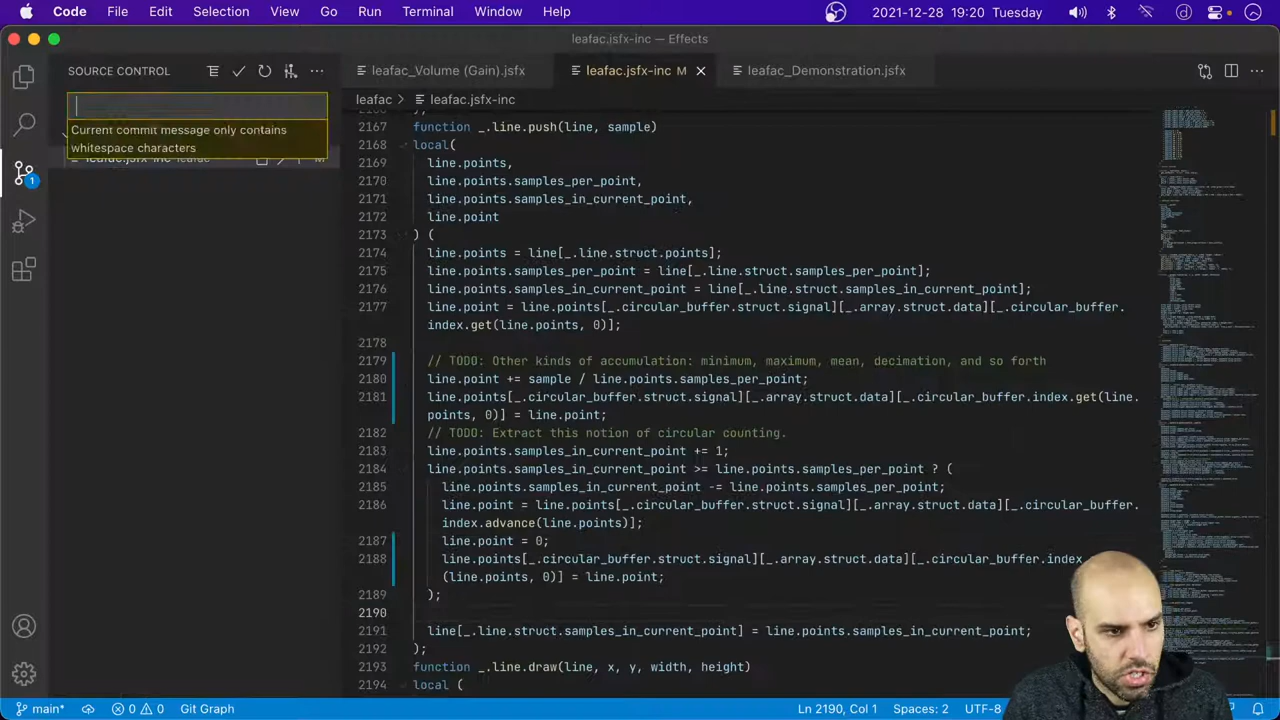 Code File Edit Selection View Go Run Terminal Window Help 2021-12-28 19:20 Tuesday
leafac.jsfx-inc — Effects
SOURCE CONTROL
leafac_Volume (Gain).jsfx
leafac.jsfx-inc M
leafac_Demonstration.jsfx
leafac > leafac.jsfx-inc
Current commit message only contains
whitespace characters
leafac.jsfx-inc leafac M
1
2167 function _.line.push(line, sample)
2168 local(
2169 line.points,
2170 line.points.samples_per_point,
2171 line.points.samples_in_current_point,
2172 line.point
2173 ) (
2174 line.points = line[_.line.struct.points];
2175 line.points.samples_per_point = line[_.line.struct.samples_per_point];
2176 line.points.samples_in_current_point = line[_.line.struct.samples_in_current_point];
2177 line.point = line.points[_.circular_buffer.struct.signal][_.array.struct.data][_.circular_buffer.
index.get(line.points, 0)];
2178
2179 // TODO: Other kinds of accumulation: minimum, maximum, mean, decimation, and so forth
2180 line.point += sample / line.points.samples_per_point;
2181 line.points[_.circular_buffer.struct.signal][_.array.struct.data][_.circular_buffer.index.get(line.
points, 0)] = line.point;
2182 // TODO: Extract this notion of circular counting.
2183 line.points.samples_in_current_point += 1;
2184 line.points.samples_in_current_point >= line.points.samples_per_point ? (
2185 line.points.samples_in_current_point -= line.points.samples_per_point;
2186 line.point = line.points[_.circular_buffer.struct.signal][_.array.struct.data][_.circular_buffer.
index.advance(line.points)];
2187 line.point = 0;
2188 line.points[_.circular_buffer.struct.signal][_.array.struct.data][_.circular_buffer.index
(line.points, 0)] = line.point;
2189 );
2190
2191 line[_.line.struct.samples_in_current_point] = line.points.samples_in_current_point;
2192 );
2193 function _.line.draw(line, x, y, width, height)
2194 local (
main* 0 0 Git Graph Ln 2190, Col 1 Spaces: 2 UTF-8